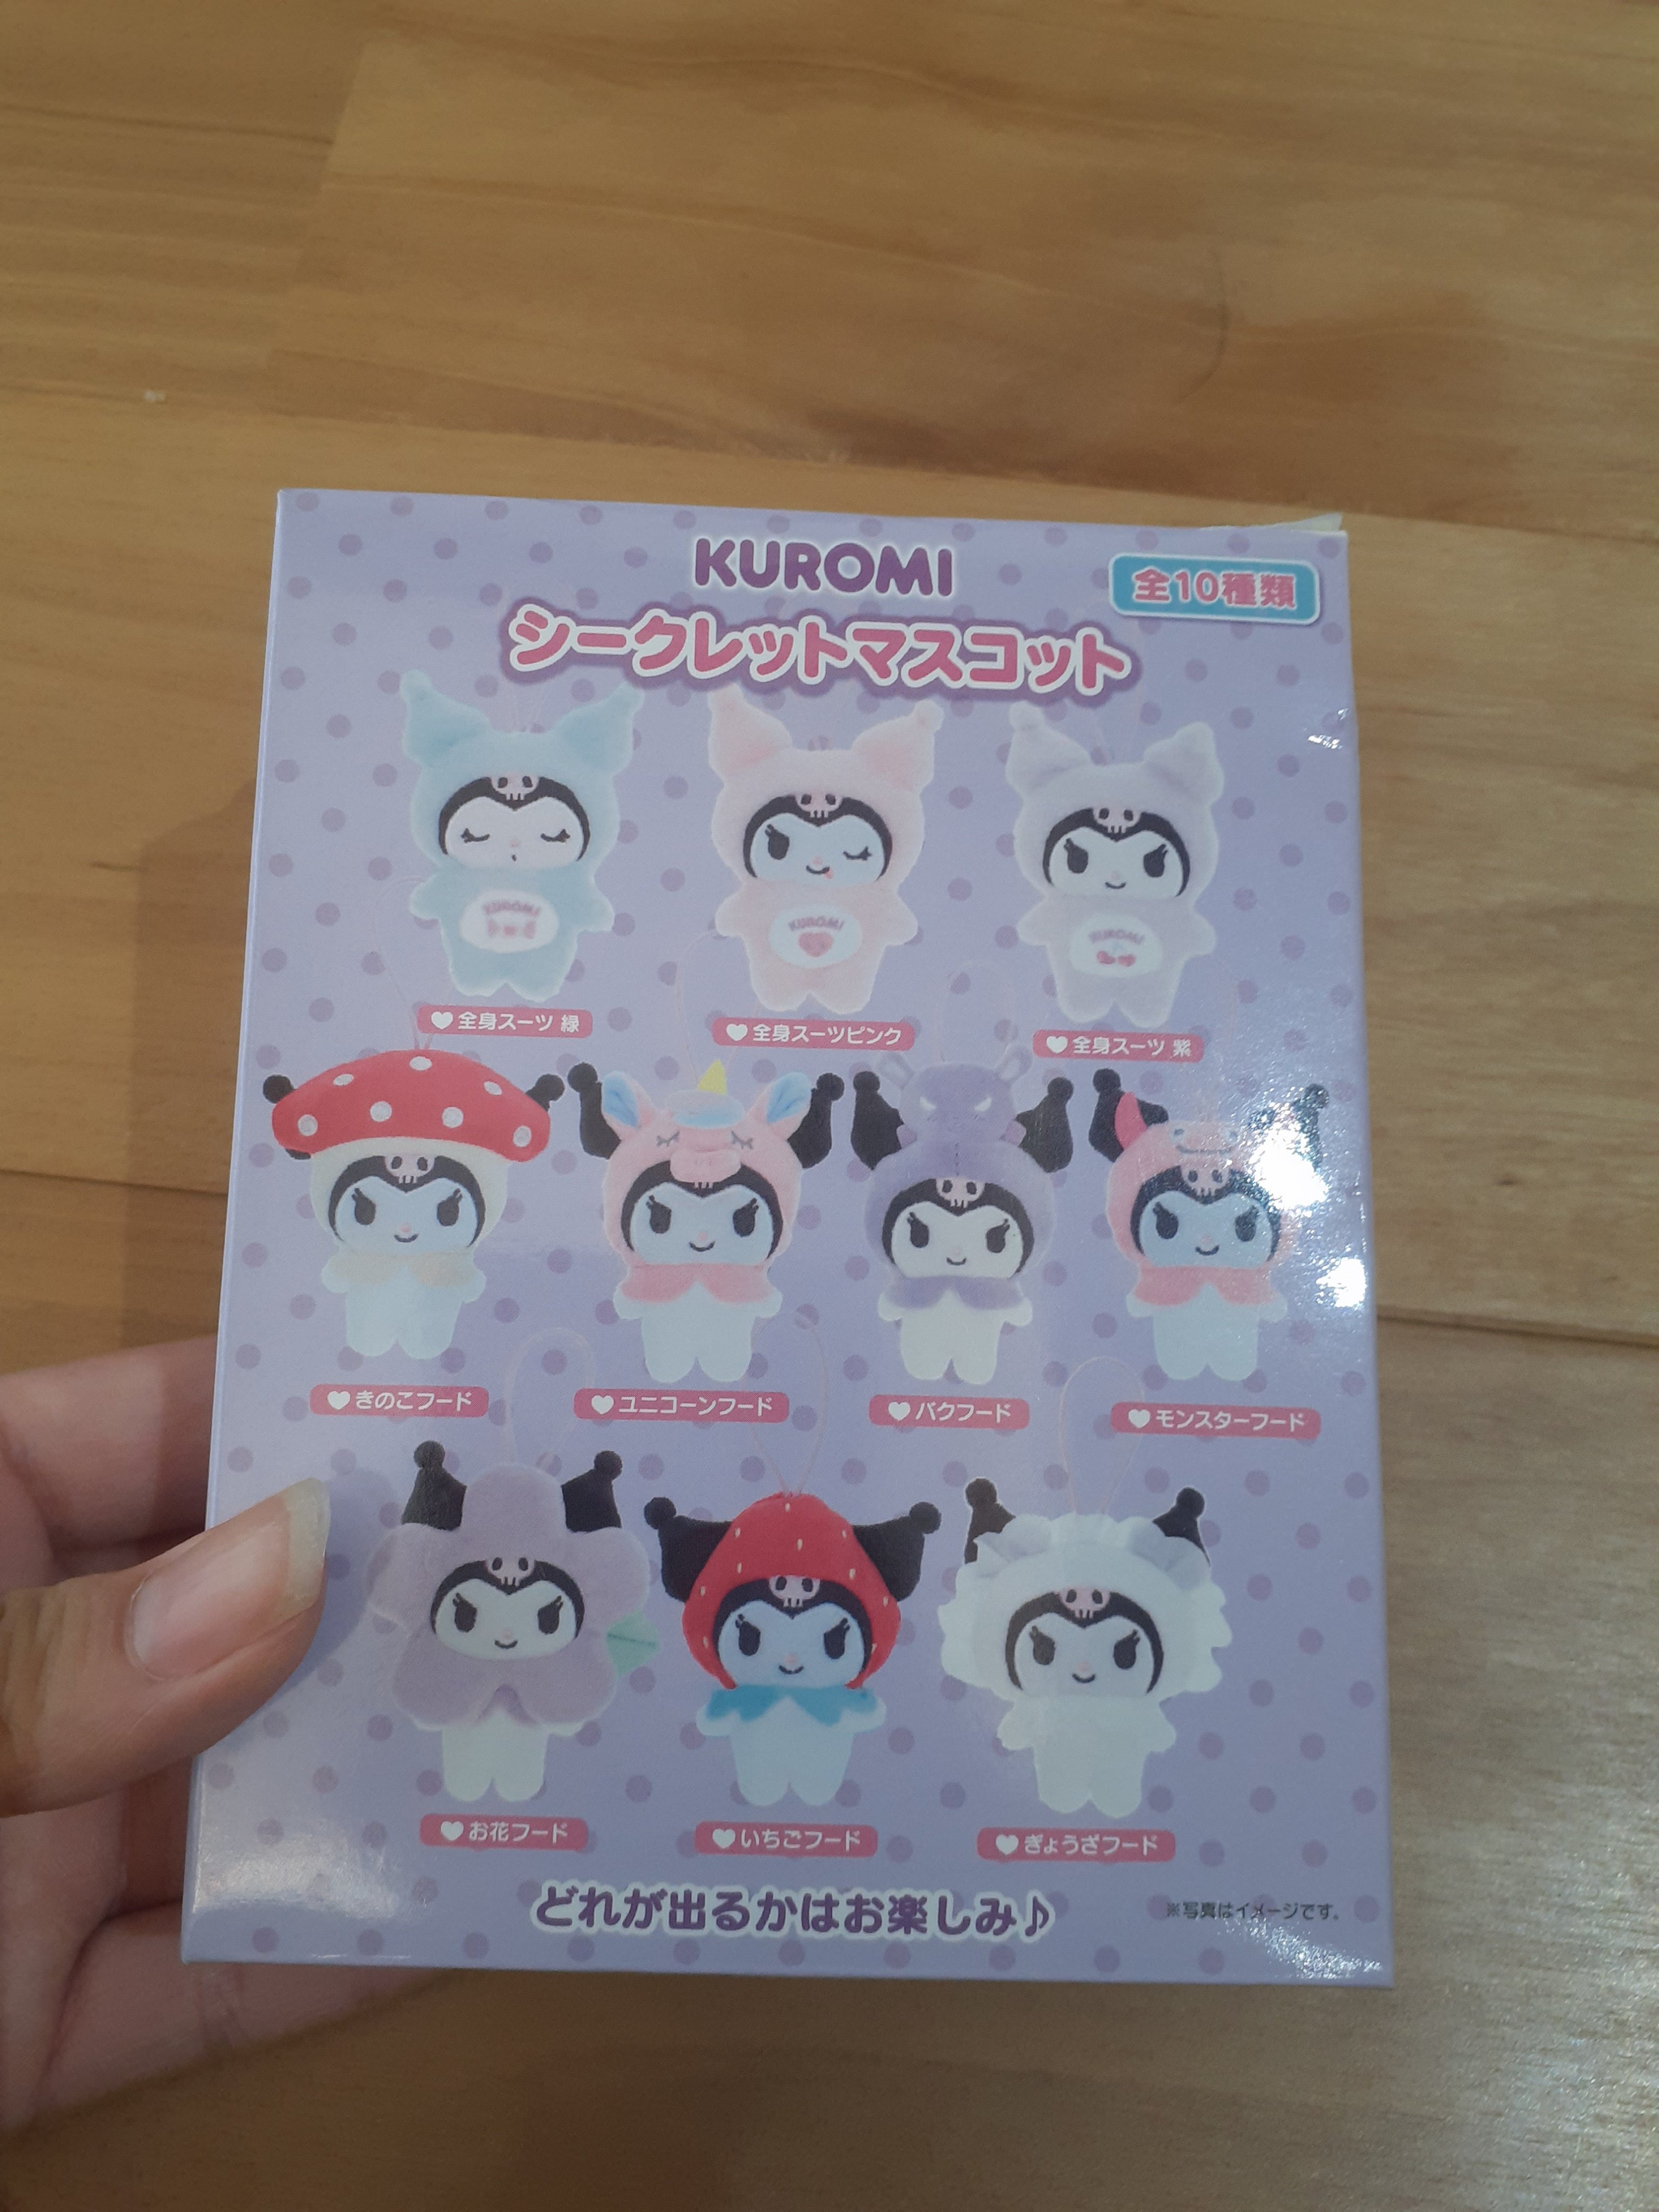 KUROMI
全10種類
シークレットマスコット
KUROMI
KUROMI
KUROMI
全身スーツ 緑
全身スーツピンク
全身スーツ 紫
きのこフード
ユニコーンフード
バクフード
モンスターフード
お花フード
いちごフード
ぎょうざフード
どれが出るかはお楽しみ♪
※写真はイメージです。